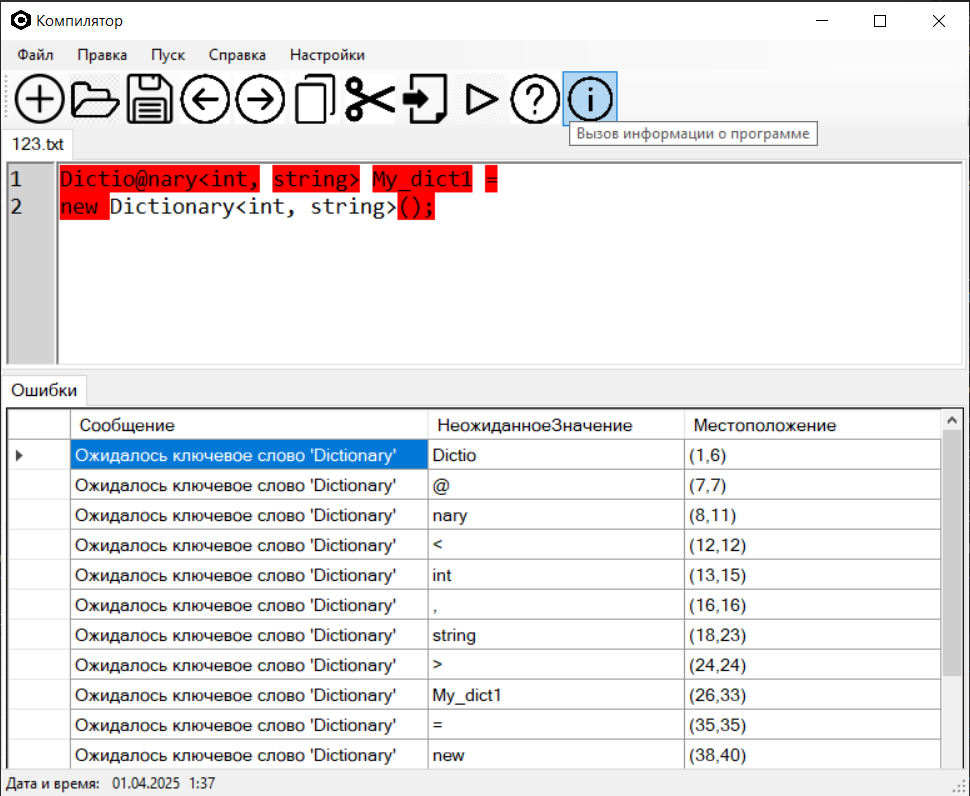 Компилятор
Файл Правка Пуск Справка Настройки
Вызов информации о программе
123.txt
1 Dictio@nary<int, string> My_dict1 =
2 new Dictionary<int, string>();
Ошибки
Сообщение НеожиданноеЗначение Местоположение
Ожидалось ключевое слово 'Dictionary' Dictio (1,6)
Ожидалось ключевое слово 'Dictionary' @ (7,7)
Ожидалось ключевое слово 'Dictionary' nary (8,11)
Ожидалось ключевое слово 'Dictionary' < (12,12)
Ожидалось ключевое слово 'Dictionary' int (13,15)
Ожидалось ключевое слово 'Dictionary' , (16,16)
Ожидалось ключевое слово 'Dictionary' string (18,23)
Ожидалось ключевое слово 'Dictionary' > (24,24)
Ожидалось ключевое слово 'Dictionary' My_dict1 (26,33)
Ожидалось ключевое слово 'Dictionary' = (35,35)
Ожидалось ключевое слово 'Dictionary' new (38,40)
Дата и время: 01.04.2025 1:37